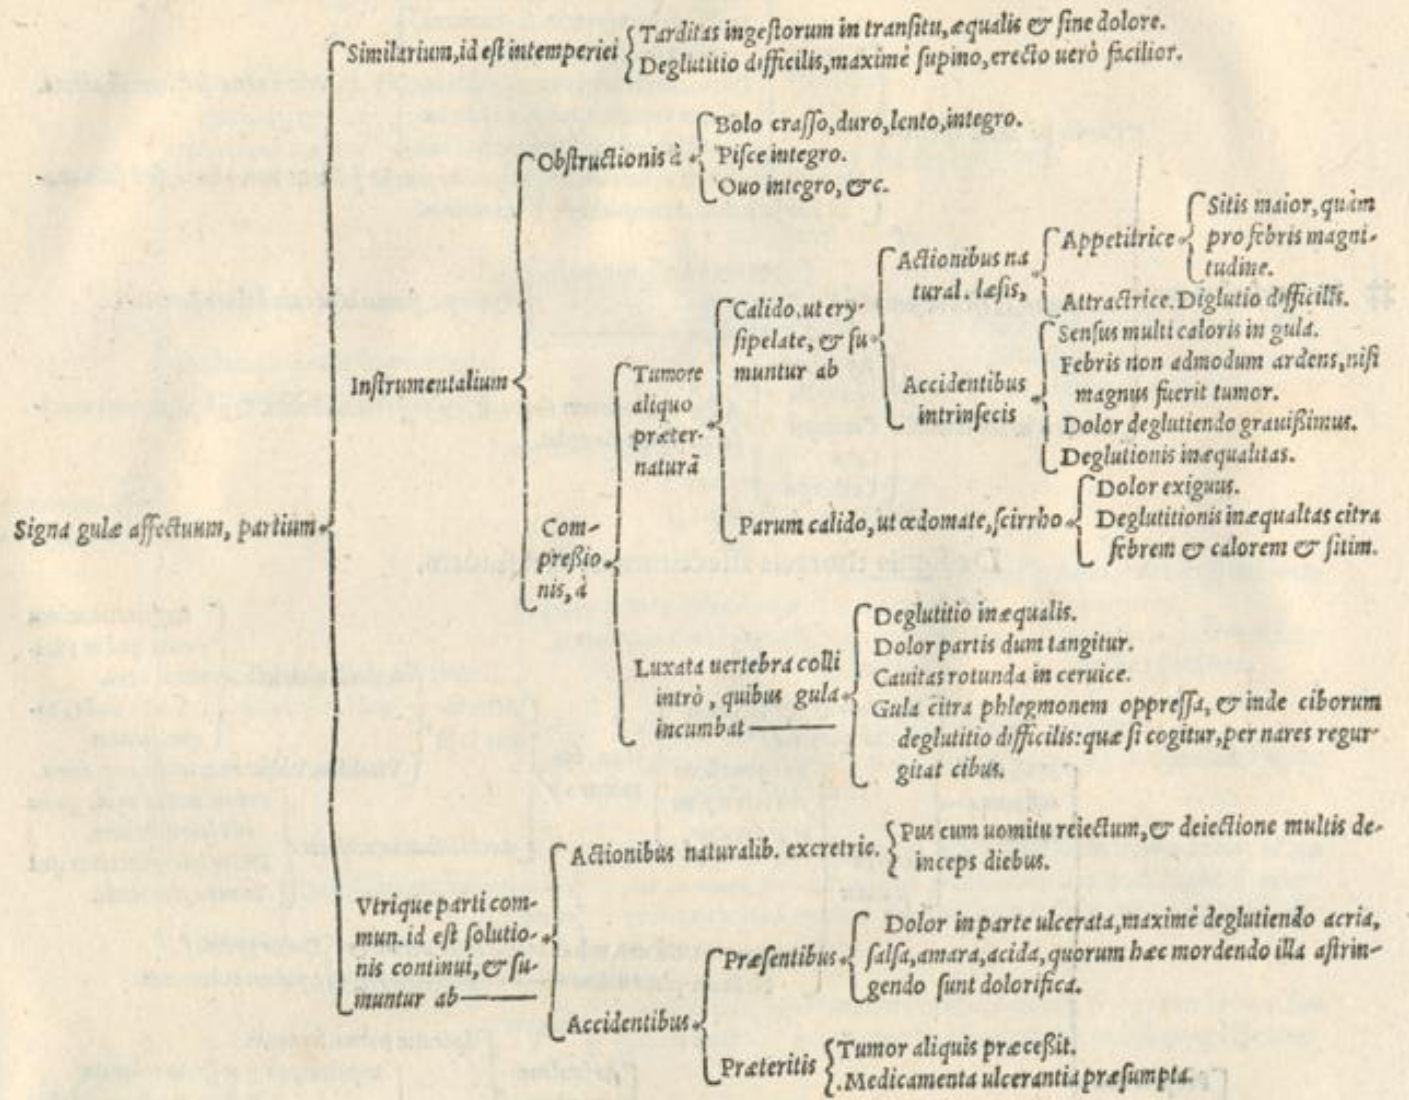 Similarium, id eſt intemperiei
Tarditas ingeſtorum in tranſitu, æqualis & ſine dolore.
Deglutitio difficilis, maximè ſupino, erecto uerò facilior.
Obſtructionis à
Bolo craſſo, duro, lento, integro.
Piſce integro.
Ouo integro, &c.
Instrumentalium
Com-
preßio
nis, à
Tumore
aliquo
præter-
naturã
Calido, ut ery-
ſipelate, & ſu-
muntur ab
Actionibus na
tural. læſis,
Appetitrice
Sitis maior, quàm
pro febris magni-
tudine.
Attractrice. Diglutio difficilis.
Accidentibus
intrinſecis
Senſus multi caloris in gula.
Febris non admodum ardens, niſi
magnus fuerit tumor.
Dolor deglutiendo grauißimus.
Deglutionis inæqualitas.
Parum calido, ut œdomate, ſcirrho
Dolor exiguus.
Deglutitionis inæqualtas citra
febrem & calorem & ſitim.
Luxata uertebra colli
intrò, quibus gula
incumbat
Deglutitio inæqualis.
Dolor partis dum tangitur.
Cauitas rotunda in ceruice.
Gula citra phlegmonem oppreſſa, & inde ciborum
deglutitio difficilis: quæ ſi cogitur, per nares regur-
gitat cibus.
Signa gulæ affectuum, partium
Vtrique parti com-
mun. id eſt ſolutio-
nis continui, & ſu-
muntur ab
Actionibus naturalib. excretric.
Pus cum uomitu reiectum, & deiectione multis de-
inceps diebus.
Accidentibus
Præſentibus
Dolor in parte ulcerata, maximè deglutiendo acria,
ſalſa, amara, acida, quorum hæc mordendo illa aſtrin-
gendo ſunt dolorifica.
Præteritis
Tumor aliquis præceßit.
Medicamenta ulcerantia præſumpta.